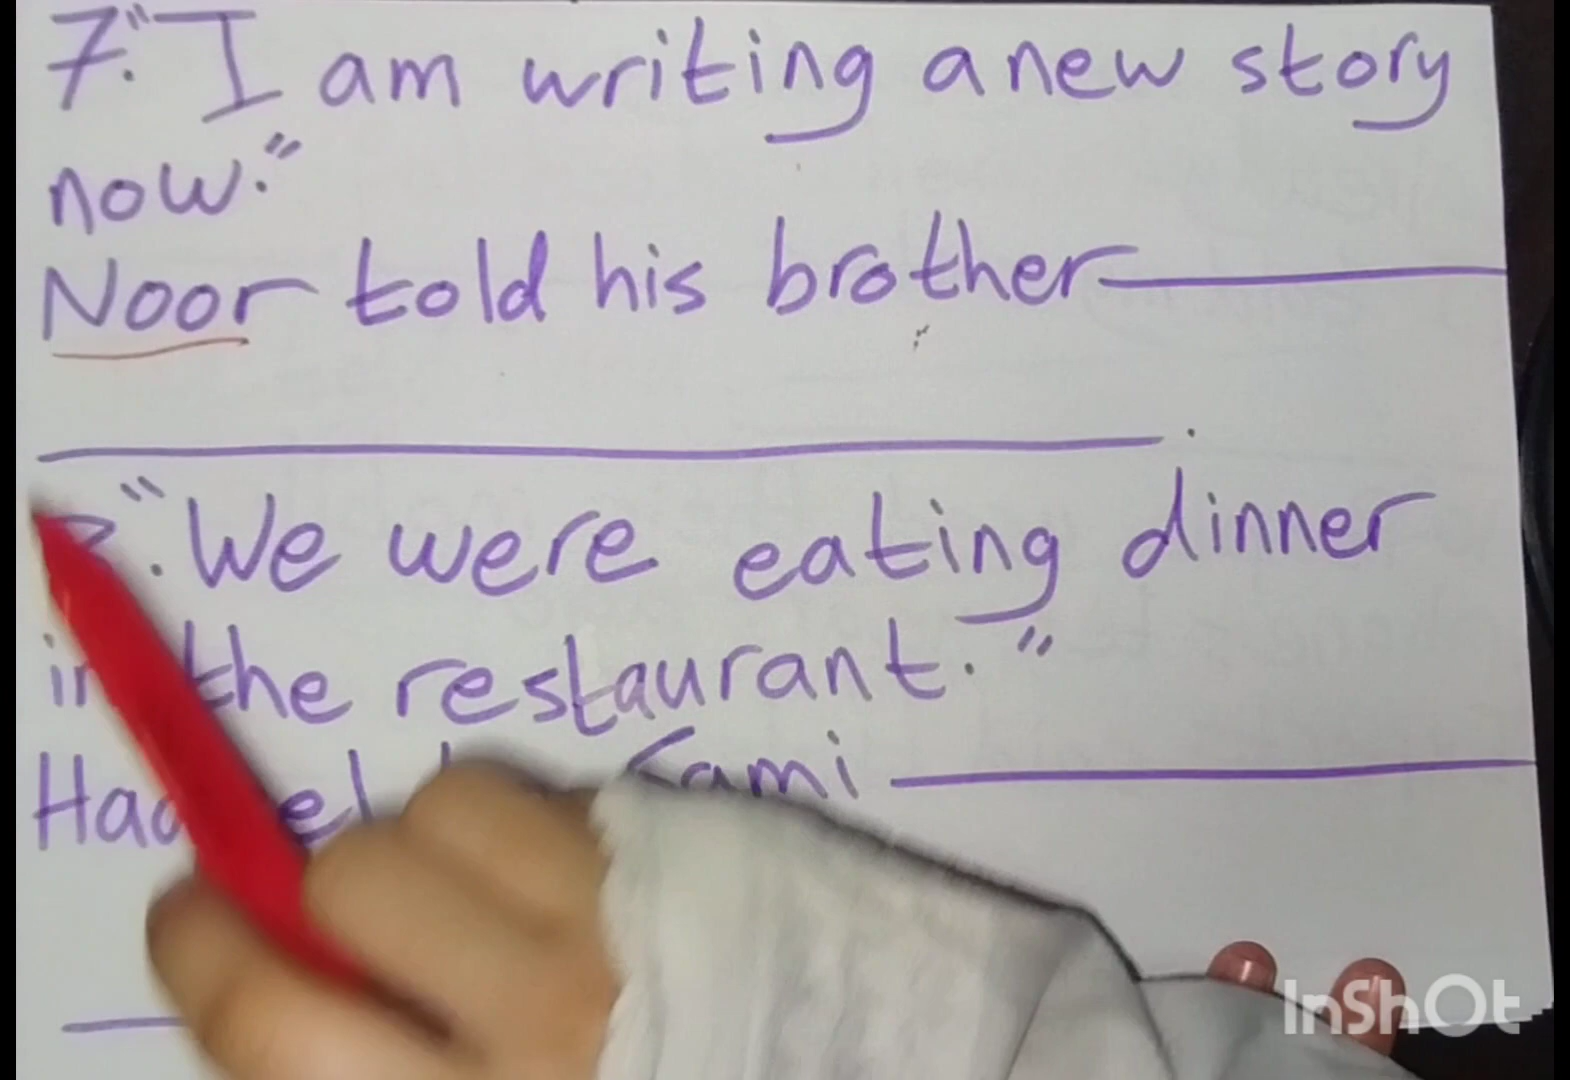 7. "I am writing a new story
now."
Noor told his brother
. "We were eating dinner
the restaurant."
Sami
InShOt